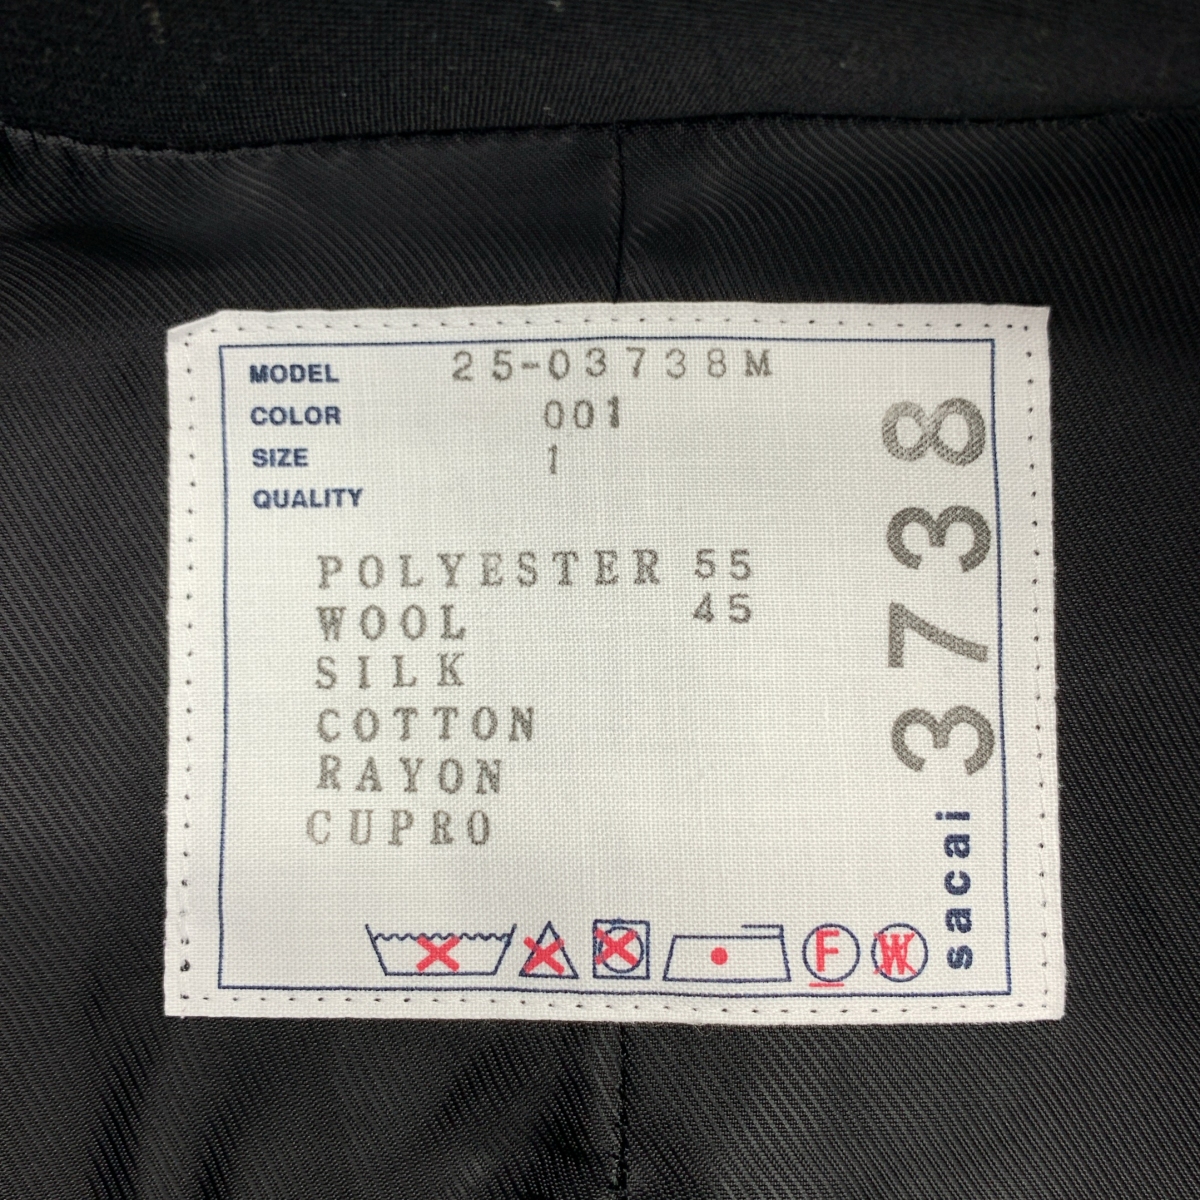 MODEL 25-03738M
COLOR 001
SIZE 1
QUALITY
POLYESTER 55
WOOL 45
SILK
COTTON
RAYON
CUPRO
F W
sacai 3738